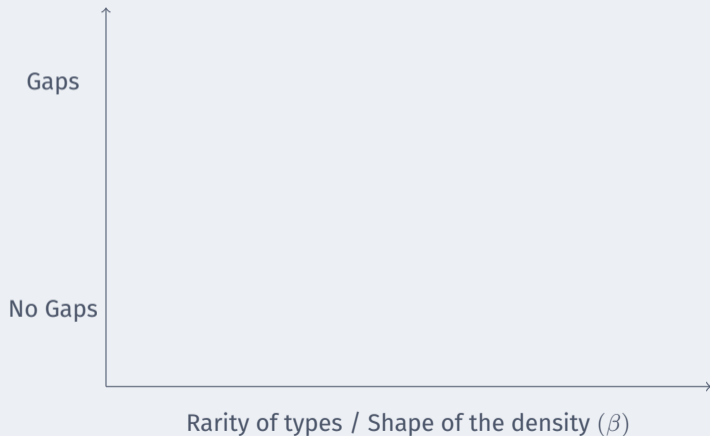 Gaps
No Gaps
Rarity of types / Shape of the density (β)